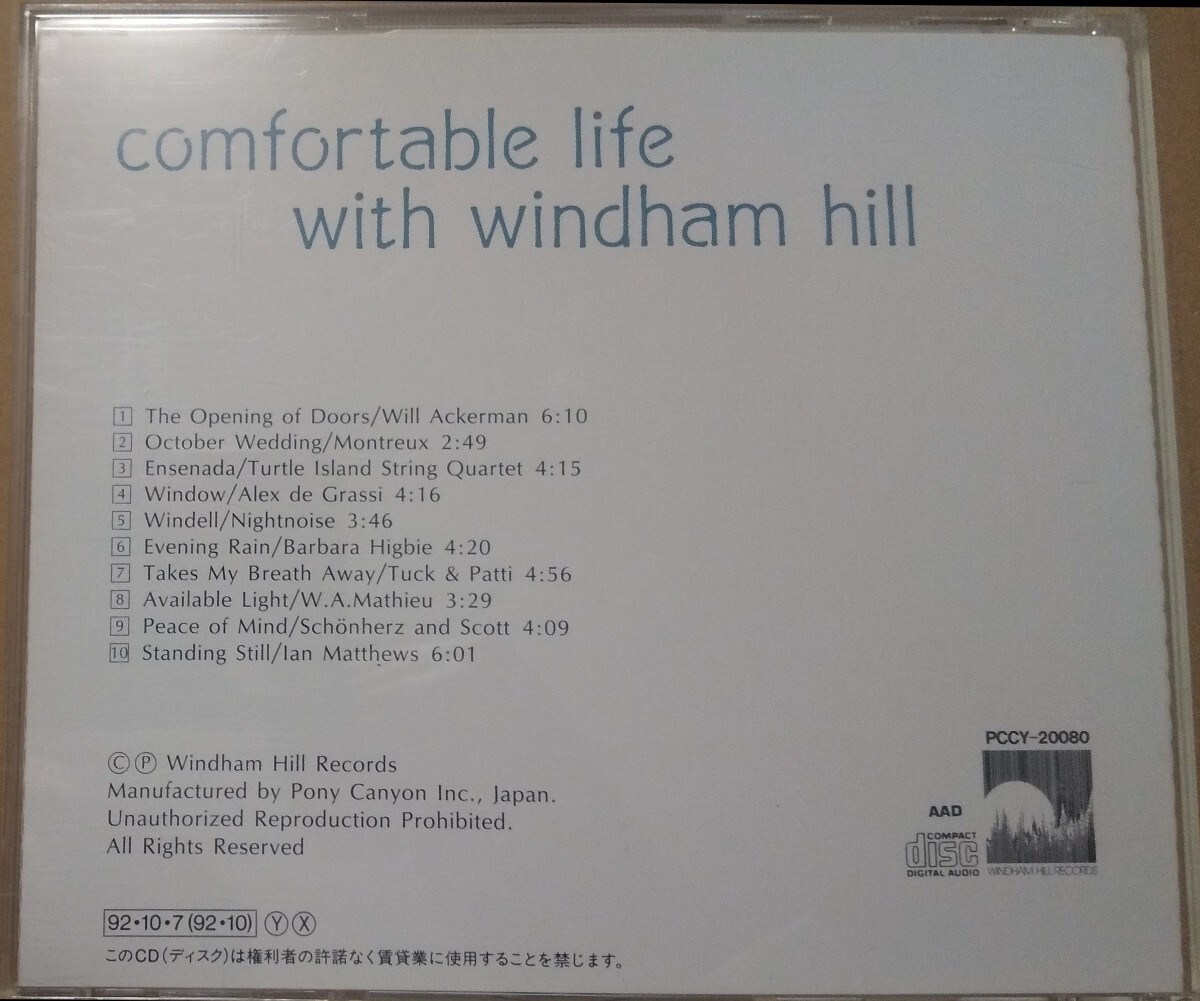 comfortable life
with windham hill
1 The Opening of Doors/Will Ackerman 6:10
2 October Wedding/Montreux 2:49
3 Ensenada/Turtle Island String Quartet 4:15
4 Window/Alex de Grassi 4:16
5 Windell/Nightnoise 3:46
6 Evening Rain/Barbara Higbie 4:20
7 Takes My Breath Away/Tuck & Patti 4:56
8 Available Light/W.A.Mathieu 3:29
9 Peace of Mind/Schönherz and Scott 4:09
10 Standing Still/Ian Matthews 6:01
ⒸⓅ Windham Hill Records
Manufactured by Pony Canyon Inc., Japan.
Unauthorized Reproduction Prohibited.
All Rights Reserved
PCCY-20080
AAD
COMPACT
disc
DIGITAL AUDIO
WINDHAM HILL RECORDS
92・10・7(92・10) Ⓨ Ⓧ
このCD(ディスク)は権利者の許諾なく賃貸業に使用することを禁じます。